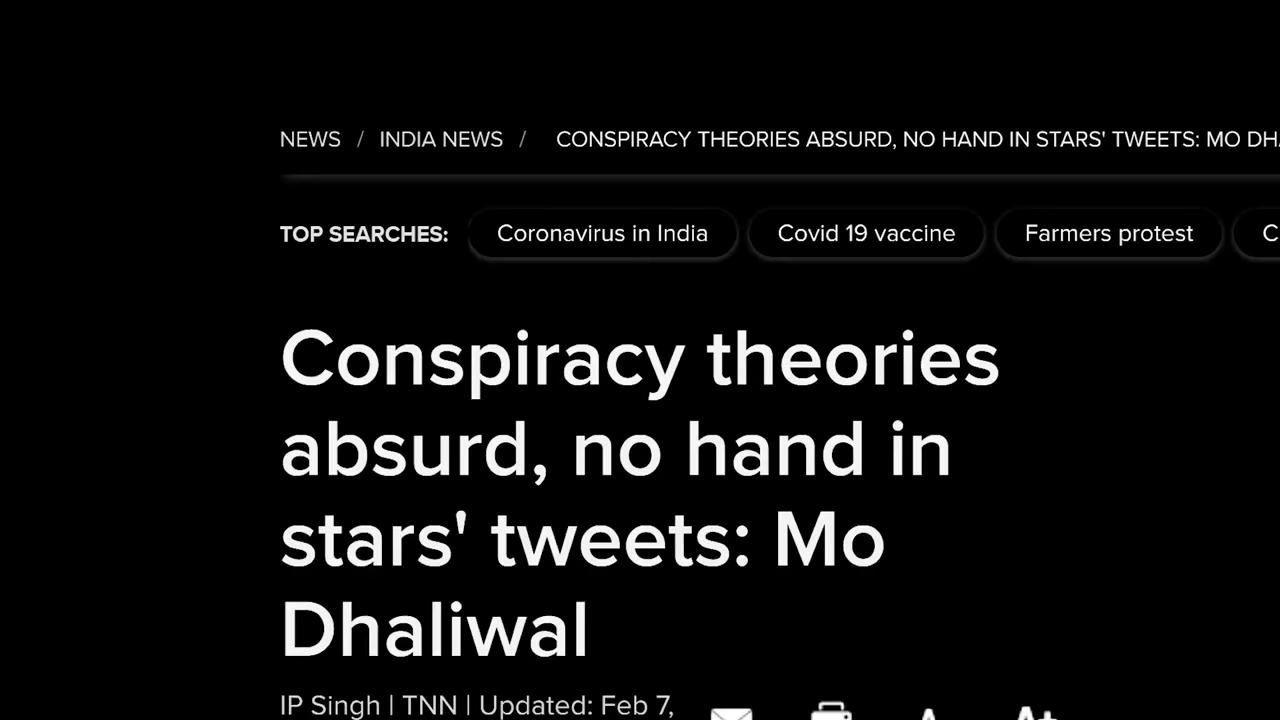 NEWS / INDIA NEWS / CONSPIRACY THEORIES ABSURD, NO HAND IN STARS' TWEETS: MO
TOP SEARCHES: Coronavirus in India Covid 19 vaccine Farmers protest
Conspiracy theories
absurd, no hand in
stars' tweets: Mo
Dhaliwal
IP Singh | TNN | Updated: Feb 7,